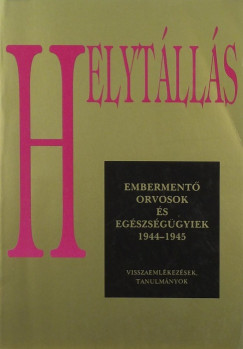 HELYTÁLLÁS
EMBERMENTŐ
ORVOSOK
ÉS
EGÉSZSÉGÜGYIEK
1944–1945
VISSZAEMLÉKEZÉSEK,
TANULMÁNYOK